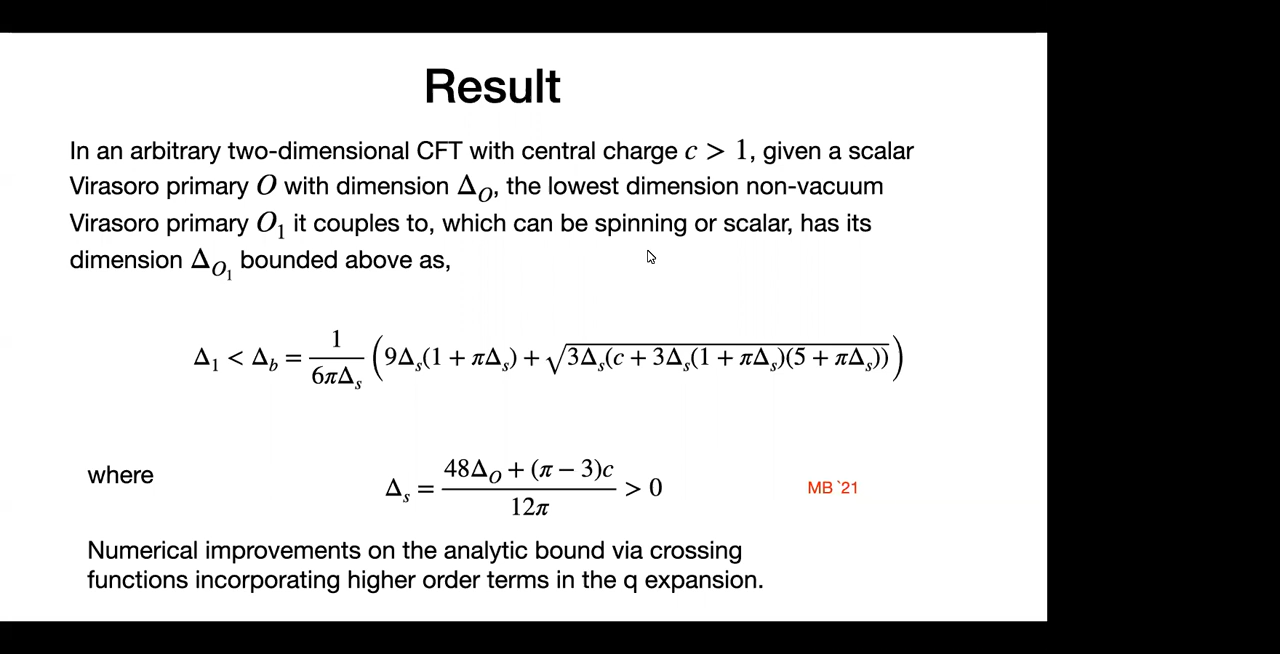 Result
In an arbitrary two-dimensional CFT with central charge c > 1, given a scalar
Virasoro primary O with dimension Δ_O, the lowest dimension non-vacuum
Virasoro primary O_1 it couples to, which can be spinning or scalar, has its
dimension Δ_{O_1} bounded above as,
Δ_1 < Δ_b = \frac{1}{6πΔ_s} (9Δ_s(1 + πΔ_s) + \sqrt{3Δ_s(c + 3Δ_s(1 + πΔ_s)(5 + πΔ_s))})
where Δ_s = \frac{48Δ_O + (π − 3)c}{12π} > 0 MB `21
Numerical improvements on the analytic bound via crossing
functions incorporating higher order terms in the q expansion.